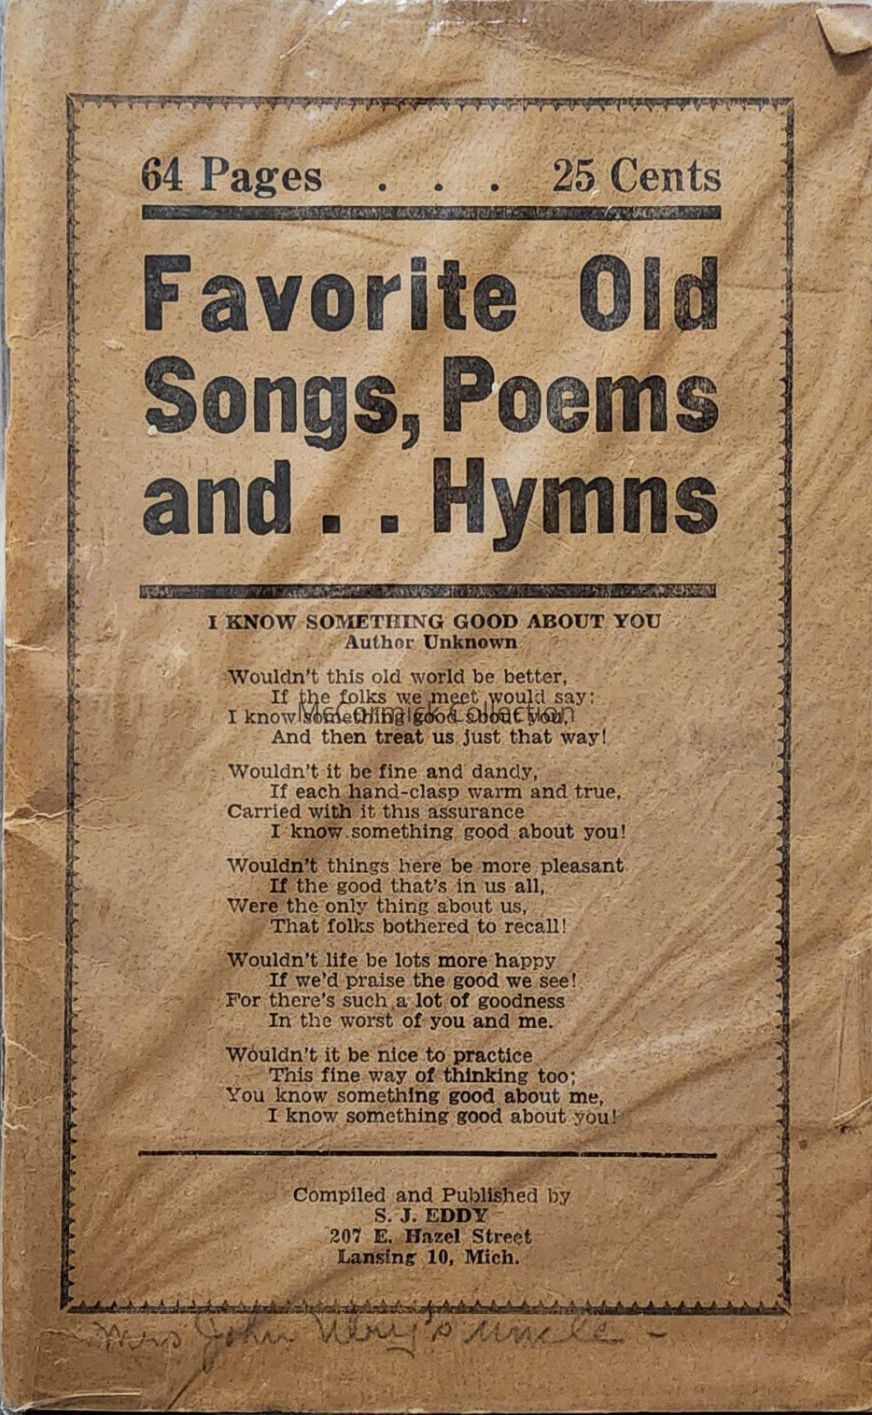 64 Pages . . . 25 Cents
Favorite Old
Songs, Poems
and . . Hymns
I KNOW SOMETHING GOOD ABOUT YOU
Author Unknown
Wouldn't this old world be better,
If the folks we meet would say:
I know something good about you,
McCormick Collection
And then treat us just that way!
Wouldn't it be fine and dandy,
If each hand-clasp warm and true,
Carried with it this assurance
I know something good about you!
Wouldn't things here be more pleasant
If the good that's in us all,
Were the only thing about us,
That folks bothered to recall!
Wouldn't life be lots more happy
If we'd praise the good we see!
For there's such a lot of goodness
In the worst of you and me.
Wouldn't it be nice to practice
This fine way of thinking too;
You know something good about me,
I know something good about you!
Compiled and Published by
S. J. EDDY
207 E. Hazel Street
Lansing 10, Mich.
Mrs John uncle -